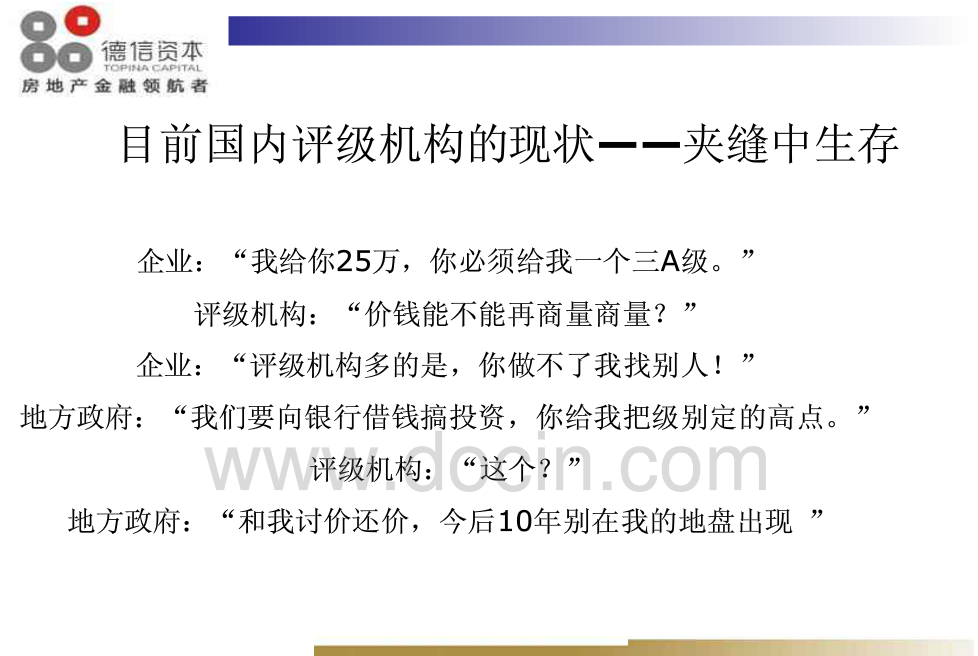 德信资本
TOPINA CAPITAL
房地产金融领航者
目前国内评级机构的现状——夹缝中生存
企业：“我给你25万，你必须给我一个三A级。”
评级机构：“价钱能不能再商量商量？”
企业：“评级机构多的是，你做不了我找别人！”
地方政府：“我们要向银行借钱搞投资，你给我把级别定的高点。”
www.docin.com
评级机构：“这个？”
地方政府：“和我讨价还价，今后10年别在我的地盘出现 ”